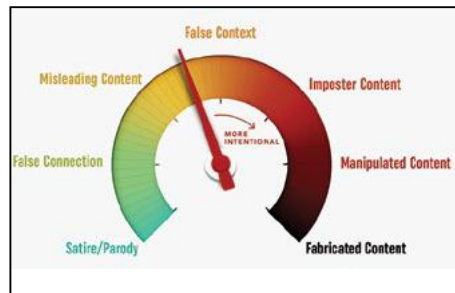 False Context
Misleading Content
Imposter Content
MORE
INTENTIONAL
False Connection
Manipulated Content
Satire/Parody
Fabricated Content